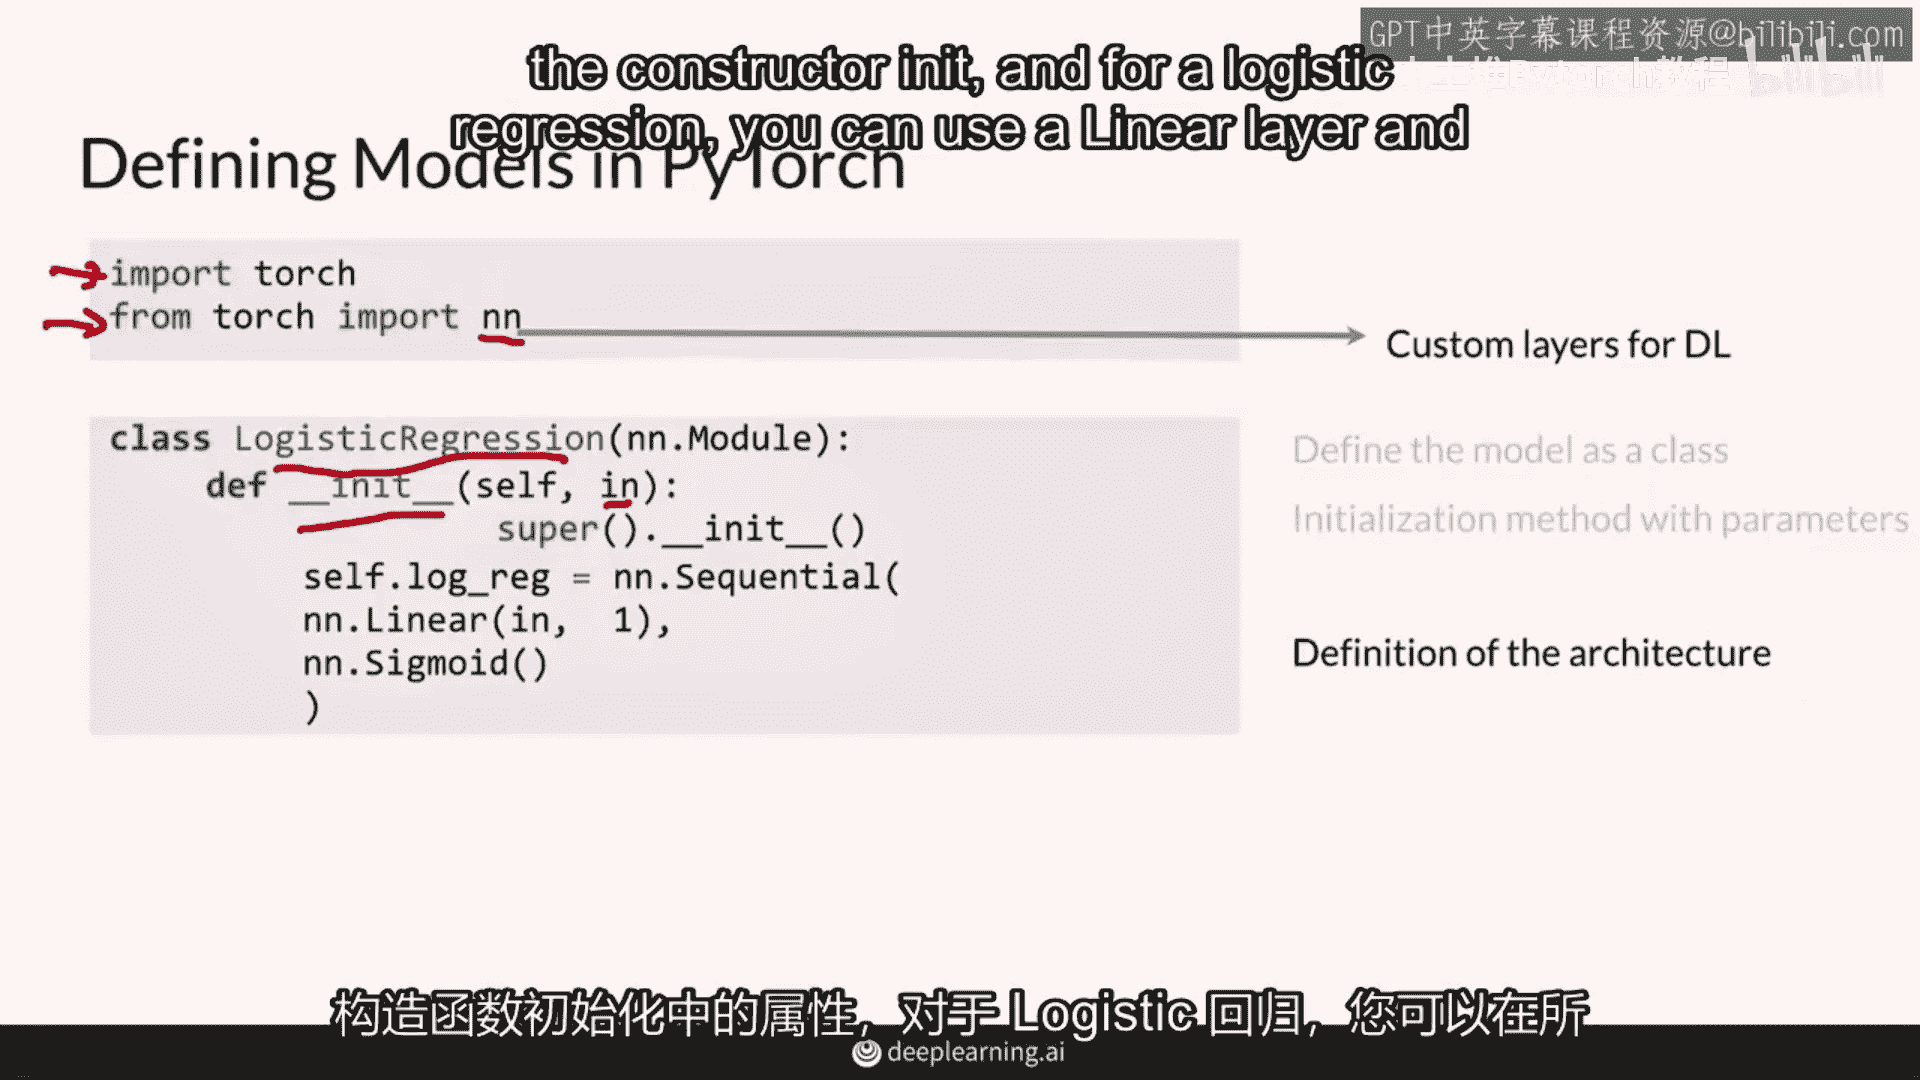 GPT中英字幕课程资源@bilibili.com
the constructor init, and for a logistic
regression, you can use a Linear layer and
Defining Models in PyTorch
import torch
from torch import nn
Custom layers for DL
class LogisticRegression(nn.Module):
def __init__(self, in):
super().__init__()
self.log_reg = nn.Sequential(
nn.Linear(in, 1),
nn.Sigmoid()
)
Define the model as a class
Initialization method with parameters
Definition of the architecture
构造函数初始化中的属性，对于 Logistic 回归，您可以在所
deeplearning.ai